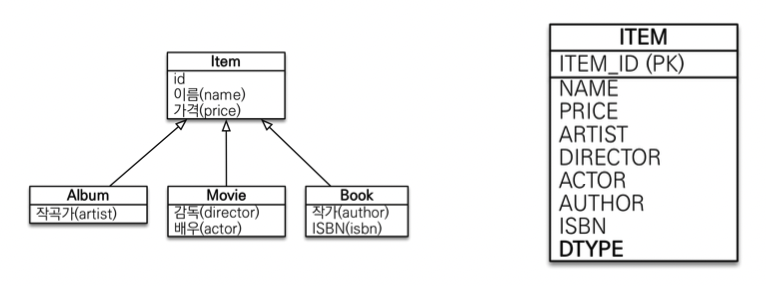 Item
id
이름(name)
가격(price)
Album
작곡가(artist)
Movie
감독(director)
배우(actor)
Book
작가(author)
ISBN(isbn)
ITEM
ITEM_ID (PK)
NAME
PRICE
ARTIST
DIRECTOR
ACTOR
AUTHOR
ISBN
DTYPE